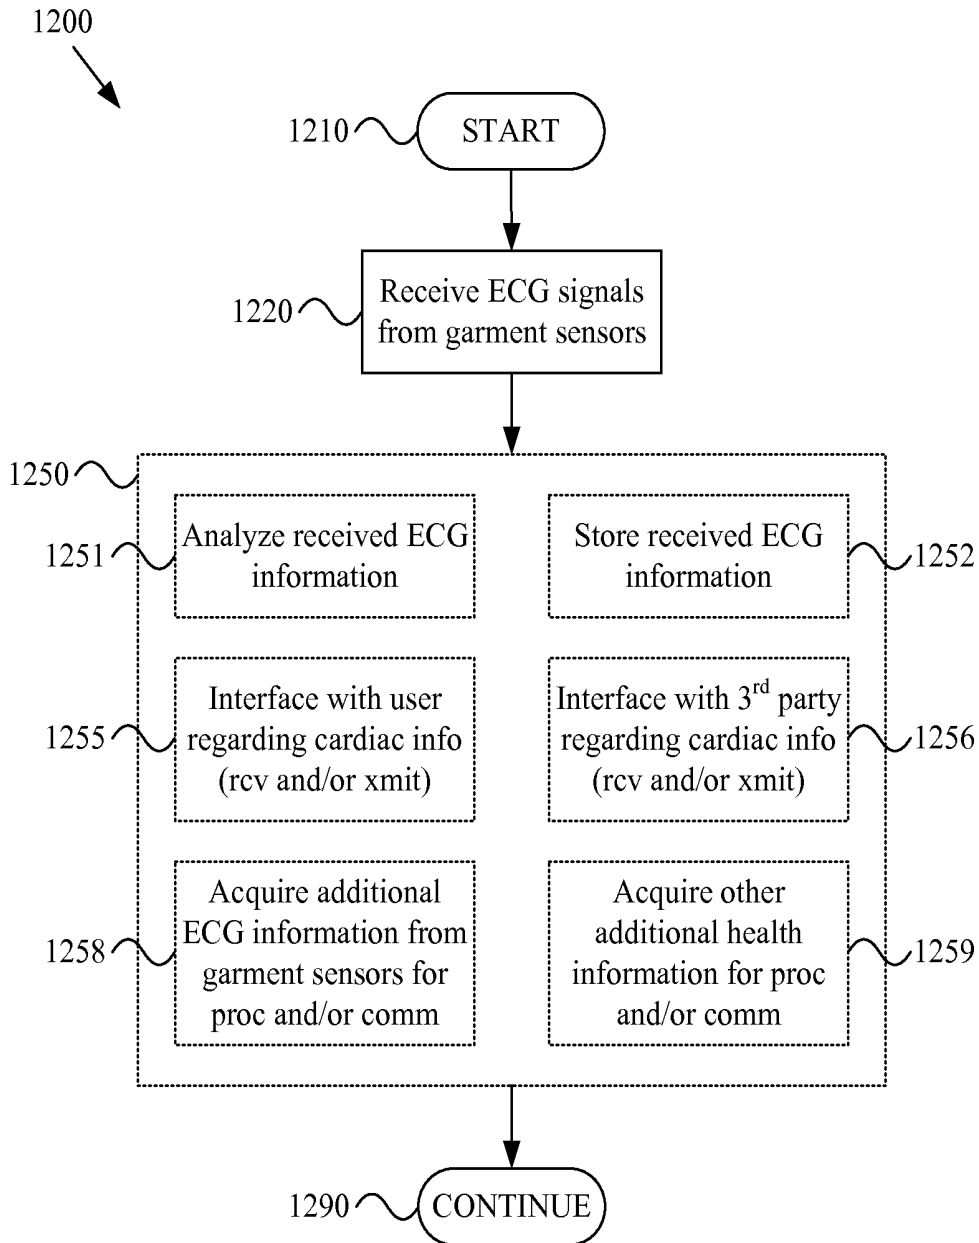 1200
1210
START
1220
Receive ECG signals
from garment sensors
1250
1251
Analyze received ECG
information
Store received ECG
information
1252
1255
Interface with user
regarding cardiac info
(rcv and/or xmit)
Interface with 3rd party
regarding cardiac info
(rcv and/or xmit)
1256
1258
Acquire additional
ECG information from
garment sensors for
proc and/or comm
Acquire other
additional health
information for proc
and/or comm
1259
1290
CONTINUE